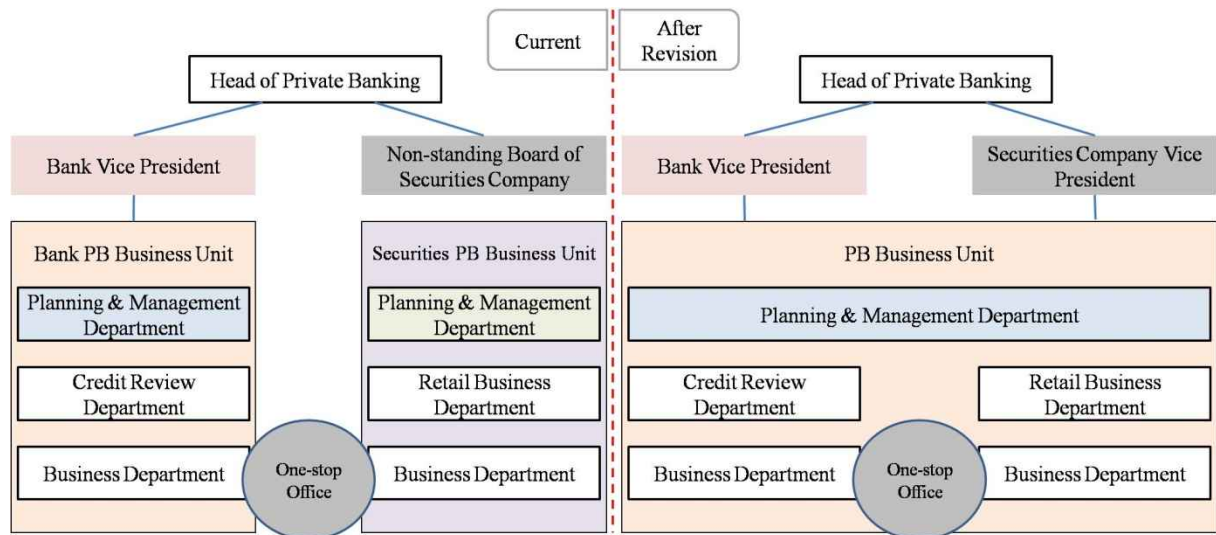 Current
After
Revision
Head of Private Banking
Bank Vice President
Non-standing Board of
Securities Company
Bank PB Business Unit
Planning & Management
Department
Credit Review
Department
Business Department
Securities PB Business Unit
Planning & Management
Department
Retail Business
Department
Business Department
One-stop
Office
Head of Private Banking
Bank Vice President
Securities Company Vice
President
PB Business Unit
Planning & Management Department
Credit Review
Department
Retail Business
Department
Business Department
One-stop
Office
Business Department